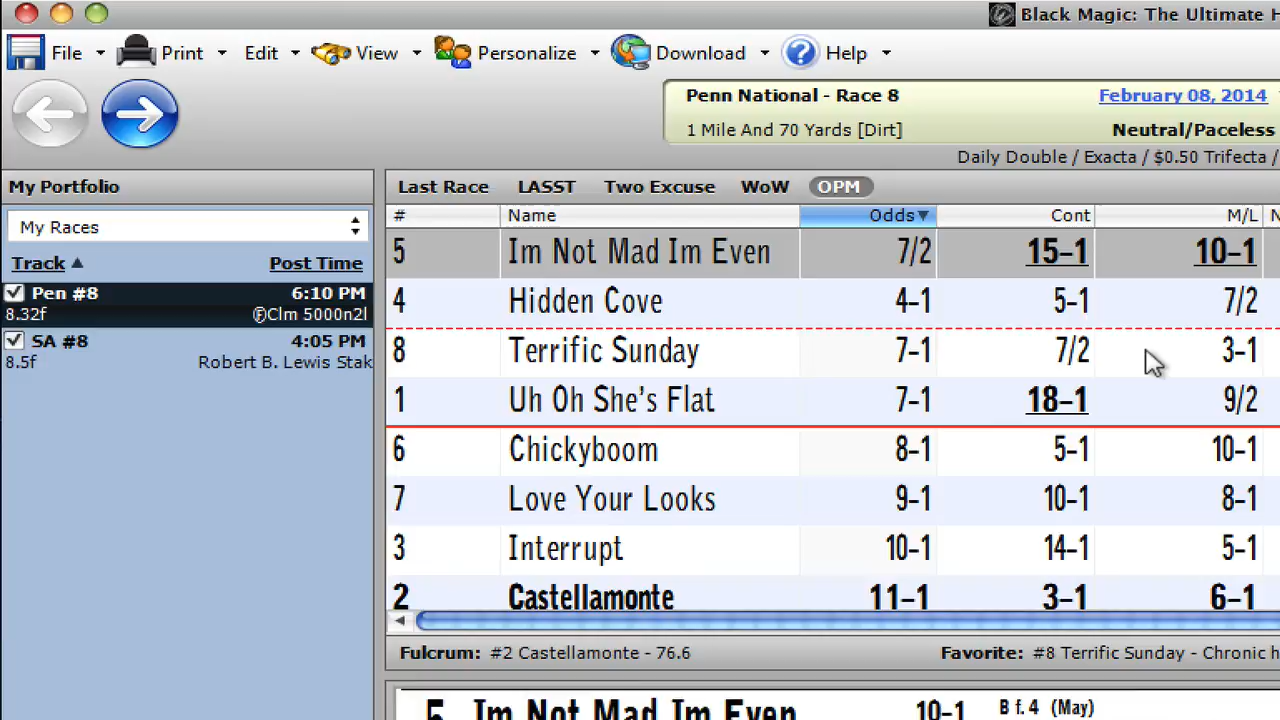 Black Magic: The Ultimate H
File Print Edit View Personalize Download Help
Penn National - Race 8 February 08, 2014
1 Mile And 70 Yards [Dirt] Neutral/Paceless
Daily Double / Exacta / $0.50 Trifecta /
My Portfolio
My Races
Track Post Time
Pen #8 6:10 PM
8.32f ⒻClm 5000n2l
SA #8 4:05 PM
8.5f Robert B. Lewis Stak
Last Race LASST Two Excuse WoW OPM
# Name Odds Cont M/L
5 Im Not Mad Im Even 7/2 15-1 10-1
4 Hidden Cove 4-1 5-1 7/2
8 Terrific Sunday 7-1 7/2 3-1
1 Uh Oh She's Flat 7-1 18-1 9/2
6 Chickyboom 8-1 5-1 10-1
7 Love Your Looks 9-1 10-1 8-1
3 Interrupt 10-1 14-1 5-1
2 Castellamonte 11-1 3-1 6-1
Fulcrum: #2 Castellamonte - 76.6 Favorite: #8 Terrific Sunday - Chronic h
5 Im Not Mad Im Even 10-1 B f. 4 (May)